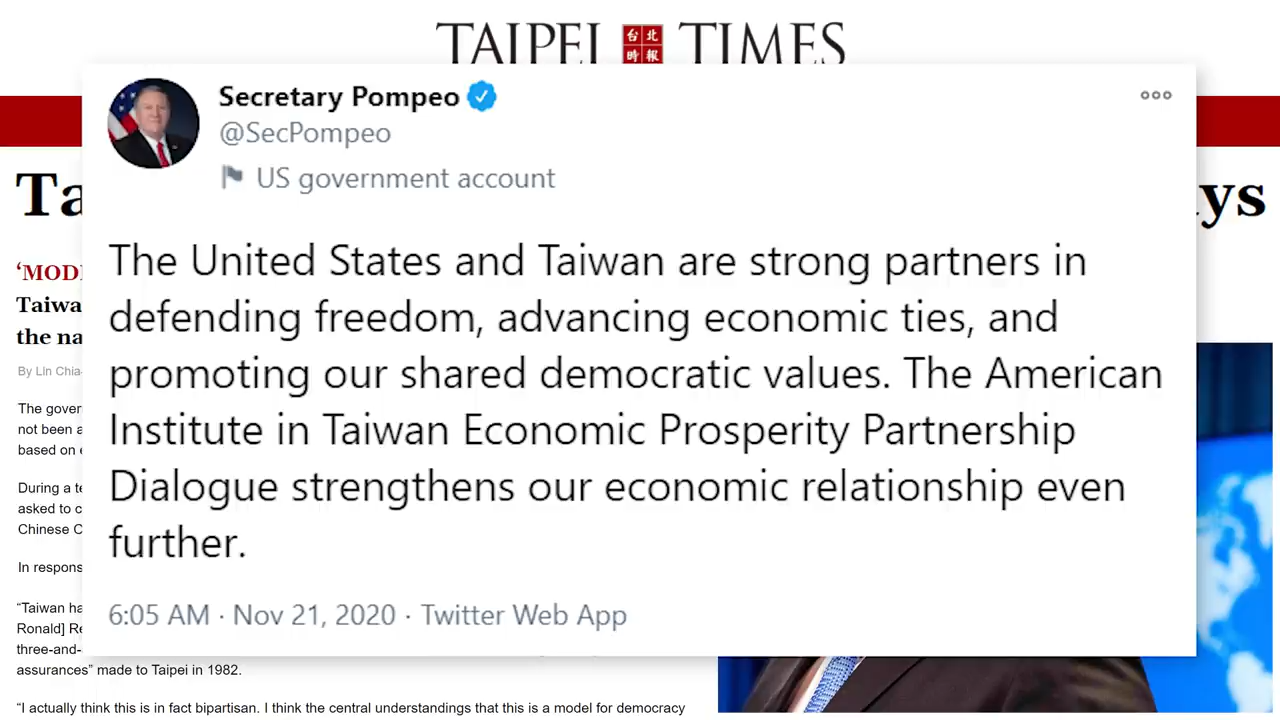 TAIPEI 台北時報 TIMES
Secretary Pompeo
@SecPompeo
US government account
Ta
ys
The United States and Taiwan are strong partners in
defending freedom, advancing economic ties, and
promoting our shared democratic values. The American
Institute in Taiwan Economic Prosperity Partnership
Dialogue strengthens our economic relationship even
further.
6:05 AM · Nov 21, 2020 · Twitter Web App
‘MOD
Taiwa
the na
By Lin Chia-
The gover
not been a
based on e
During a te
asked to c
Chinese C
In respons
“Taiwan ha
Ronald] Re
three-and-
assurances” made to Taipei in 1982.
“I actually think this is in fact bipartisan. I think the central understandings that this is a model for democracy